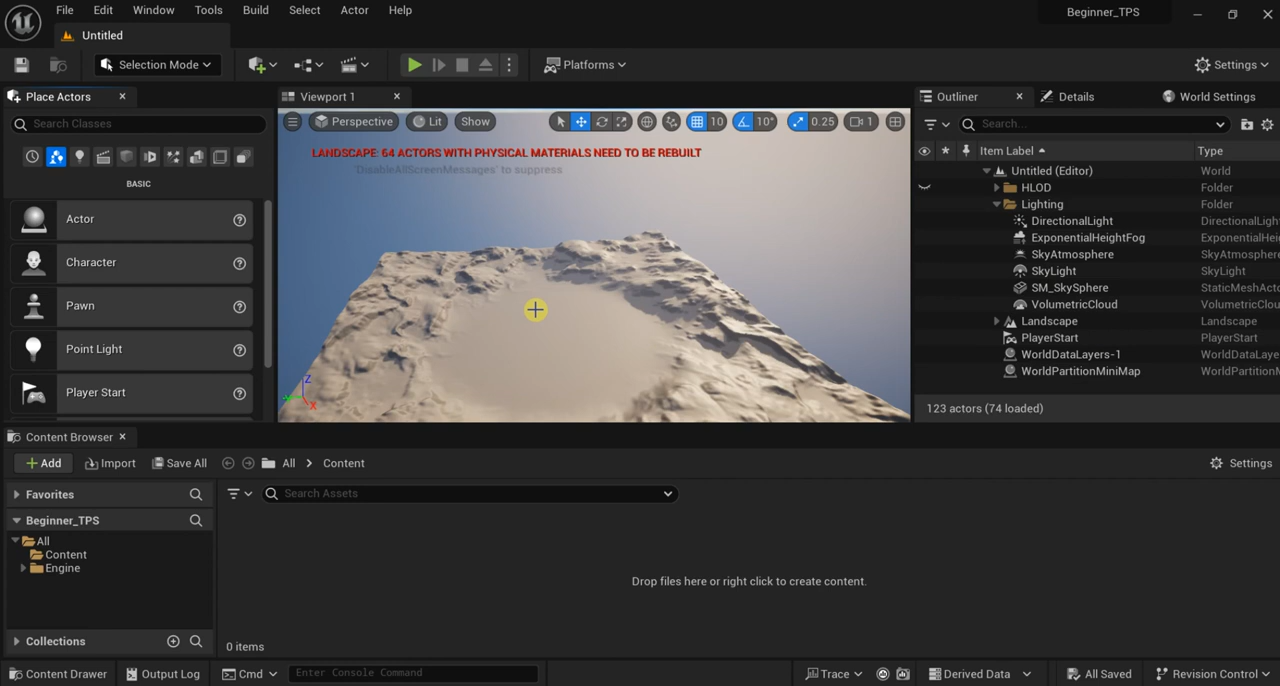 File Edit Window Tools Build Select Actor Help
Beginner_TPS
Untitled
Selection Mode
Platforms
Settings
Place Actors
Search Classes
BASIC
Actor
Character
Pawn
Point Light
Player Start
Viewport 1
Perspective Lit Show 10 10° 0.25 1
LANDSCAPE: 64 ACTORS WITH PHYSICAL MATERIALS NEED TO BE REBUILT
'DisableAllScreenMessages' to suppress
Z
X
Outliner Details World Settings
Search...
Item Label Type
Untitled (Editor) World
HLOD Folder
Lighting Folder
DirectionalLight DirectionalLight
ExponentialHeightFog ExponentialHei
SkyAtmosphere SkyAtmosphere
SkyLight SkyLight
SM_SkySphere StaticMeshActo
VolumetricCloud VolumetricClou
Landscape Landscape
PlayerStart PlayerStart
WorldDataLayers-1 WorldDataLaye
WorldPartitionMiniMap WorldPartitionM
123 actors (74 loaded)
Content Browser
Add Import Save All All Content Settings
Favorites
Search Assets
Beginner_TPS
All
Content
Engine
Drop files here or right click to create content.
Collections
0 items
Content Drawer Output Log Cmd Enter Console Command Trace Derived Data All Saved Revision Control